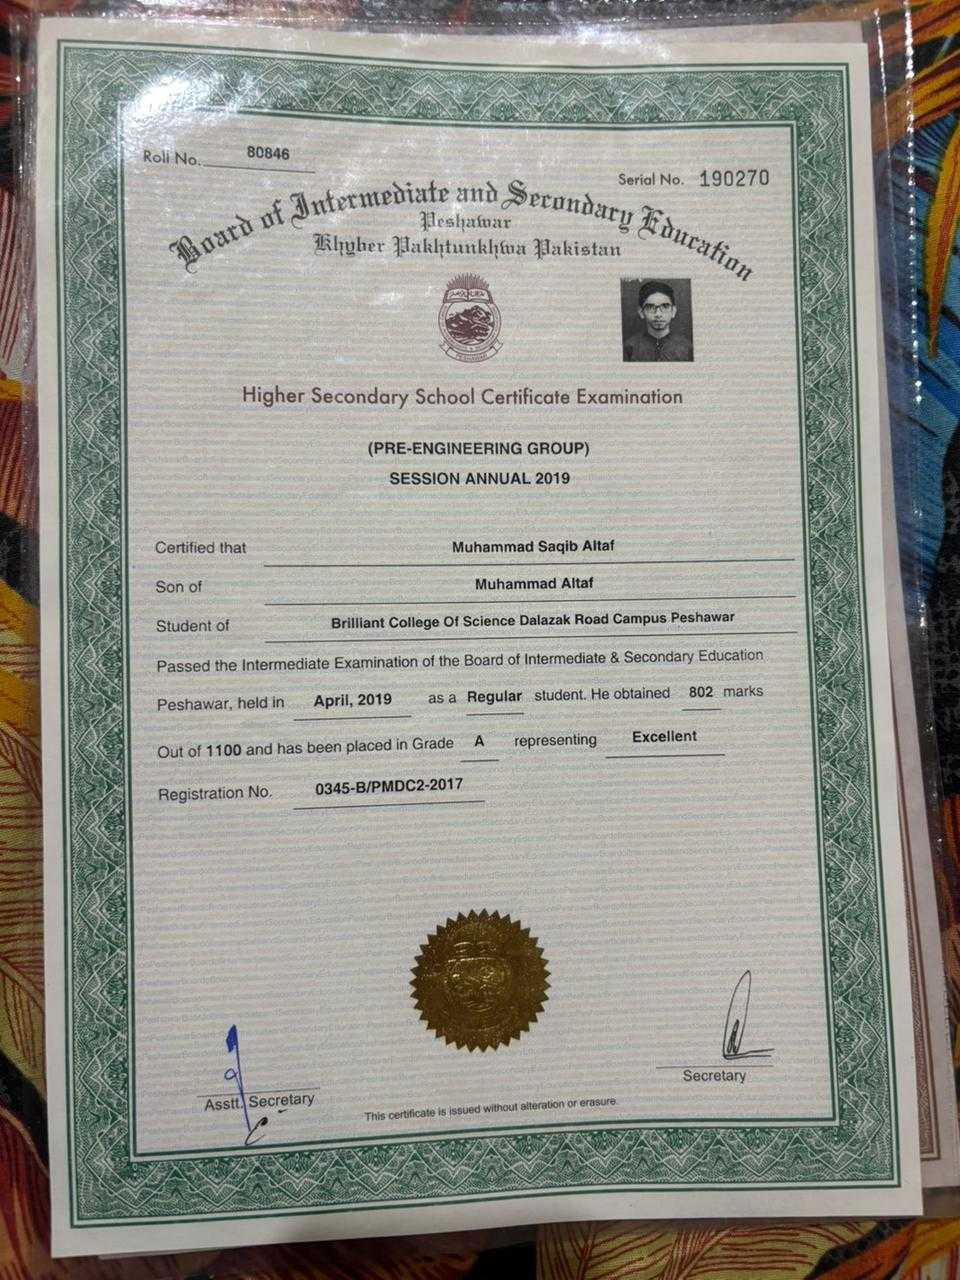 Roll No. 80846
Serial No. 190270
Board of Intermediate and Secondary Education
Peshawar
Khyber Pakhtunkhwa Pakistan
PESHAWAR
Higher Secondary School Certificate Examination
(PRE-ENGINEERING GROUP)
SESSION ANNUAL 2019
Certified that Muhammad Saqib Altaf
Son of Muhammad Altaf
Student of Brilliant College Of Science Dalazak Road Campus Peshawar
Passed the Intermediate Examination of the Board of Intermediate & Secondary Education
Peshawar, held in April, 2019 as a Regular student. He obtained 802 marks
Out of 1100 and has been placed in Grade A representing Excellent
Registration No. 0345-B/PMDC2-2017
Asstt. Secretary
Secretary
This certificate is issued without alteration or erasure.